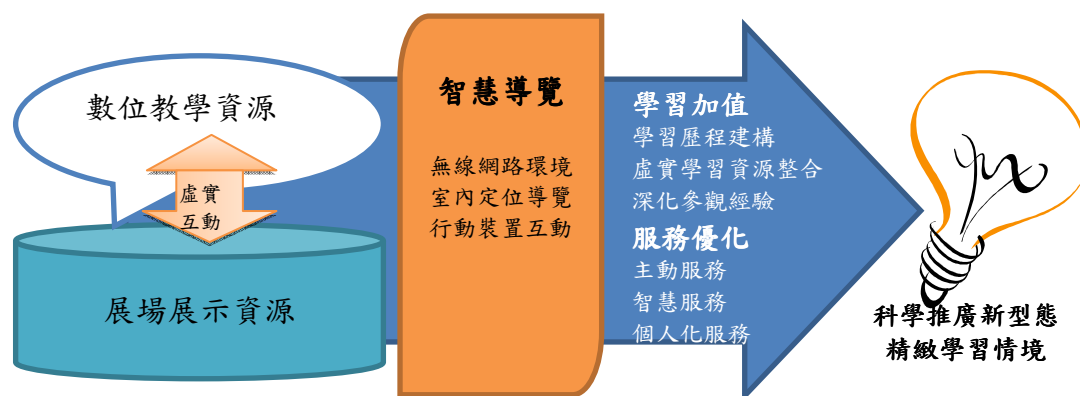 數位教學資源
虛實
互動
展場展示資源
智慧導覽
無線網路環境
室內定位導覽
行動裝置互動
學習加值
學習歷程建構
虛實學習資源整合
深化參觀經驗
服務優化
主動服務
智慧服務
個人化服務
科學推廣新型態
精緻學習情境